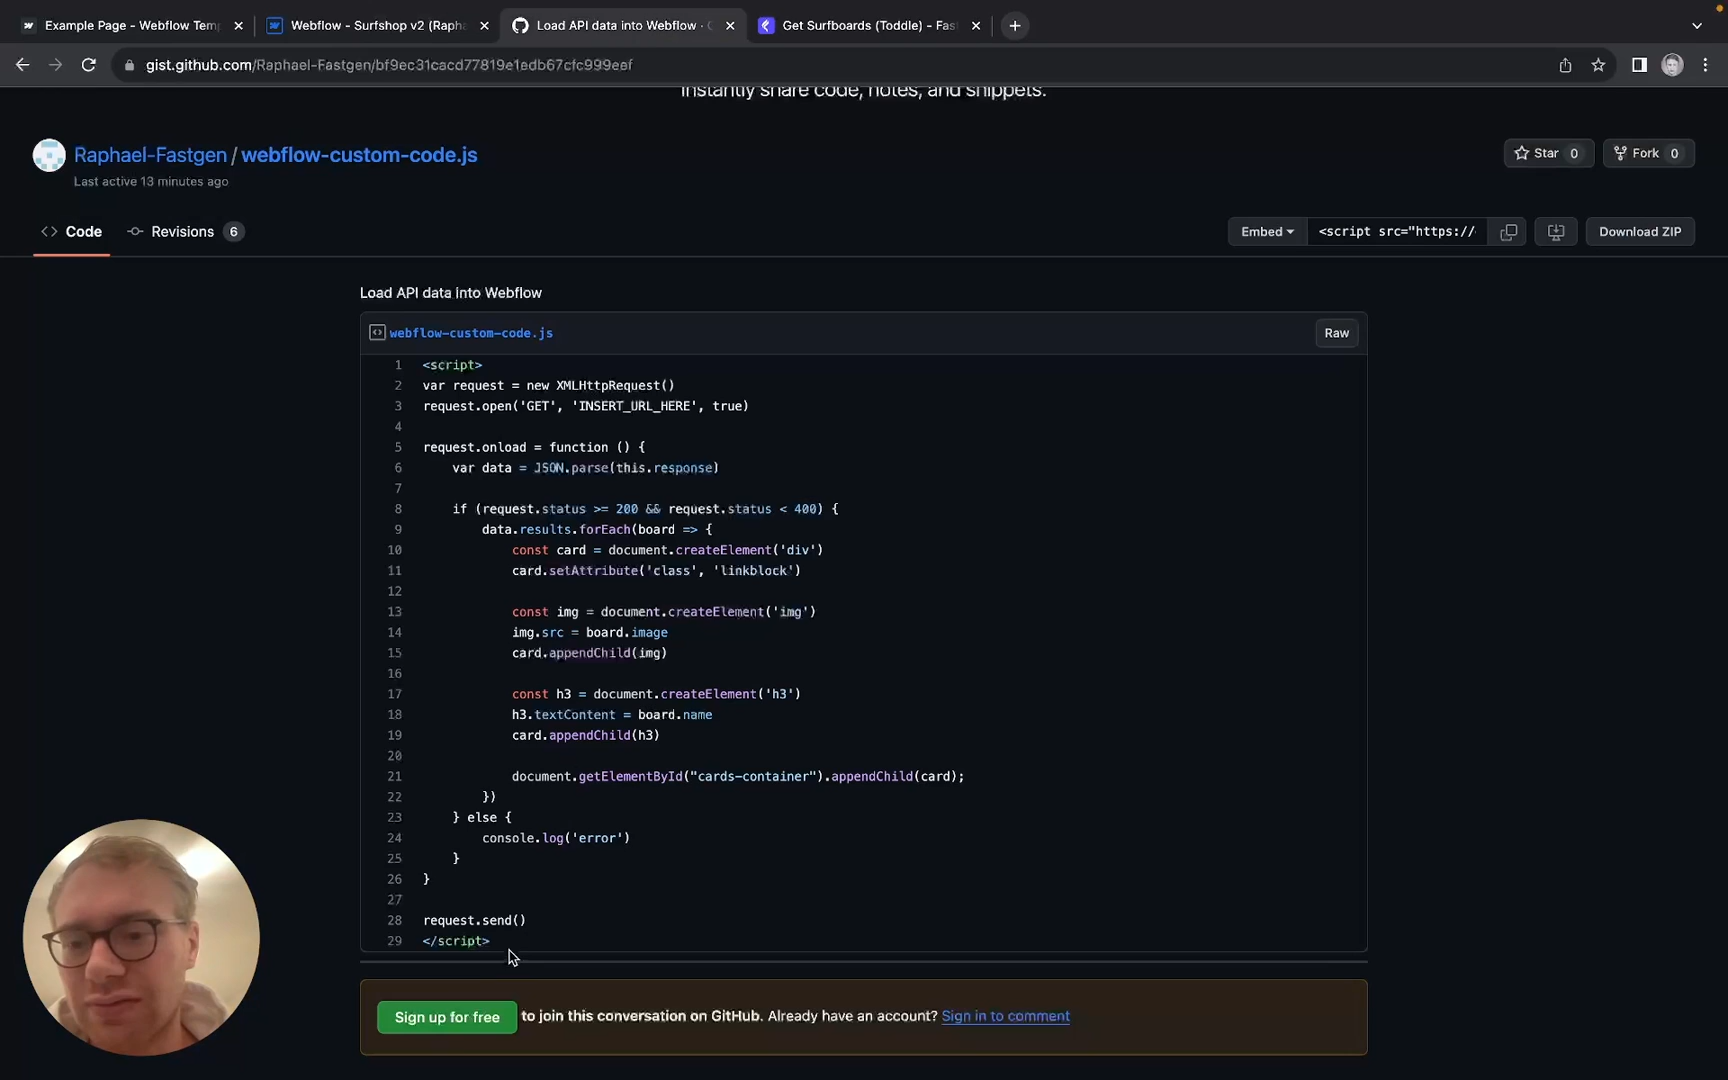 Example Page - Webflow Tem
Webflow - Surfshop v2 (Rapha
Load API data into Webflow ·
Get Surfboards (Toddle) – Fas
gist.github.com/Raphael-Fastgen/bf9ec31cacd77819e1edb67cfc999eef
Instantly share code, notes, and snippets.
Raphael-Fastgen / webflow-custom-code.js
Star 0
Fork 0
Last active 13 minutes ago
<> Code
Revisions 6
Embed
<script src="https://
Download ZIP
Load API data into Webflow
webflow-custom-code.js
Raw
1 <script>
2 var request = new XMLHttpRequest()
3 request.open('GET', 'INSERT_URL_HERE', true)
4
5 request.onload = function () {
6 var data = JSON.parse(this.response)
7
8 if (request.status >= 200 && request.status < 400) {
9 data.results.forEach(board => {
10 const card = document.createElement('div')
11 card.setAttribute('class', 'linkblock')
12
13 const img = document.createElement('img')
14 img.src = board.image
15 card.appendChild(img)
16
17 const h3 = document.createElement('h3')
18 h3.textContent = board.name
19 card.appendChild(h3)
20
21 document.getElementById("cards-container").appendChild(card);
22 })
23 } else {
24 console.log('error')
25 }
26 }
27
28 request.send()
29 </script>
Sign up for free to join this conversation on GitHub. Already have an account? Sign in to comment